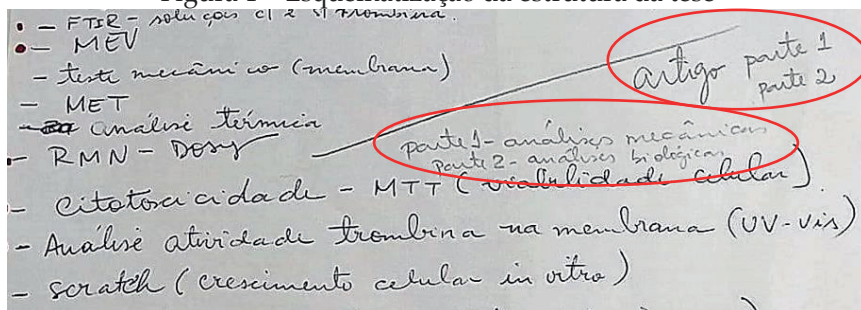 Figura 1 - Esquematização da estrutura da tese
- FTIR - soluções c/ e s/ trombina.
- MEV
- teste mecânico (membrana)
artigo parte 1
parte 2
- MET
- análise térmica
parte 1 - análises mecânicas
parte 2 - análises biológicas
- RMN - DOSY
- Citotoxicidade - MTT (viabilidade celular)
- Análise atividade trombina na membrana (UV-Vis)
- scratch (crescimento celular in vitro)